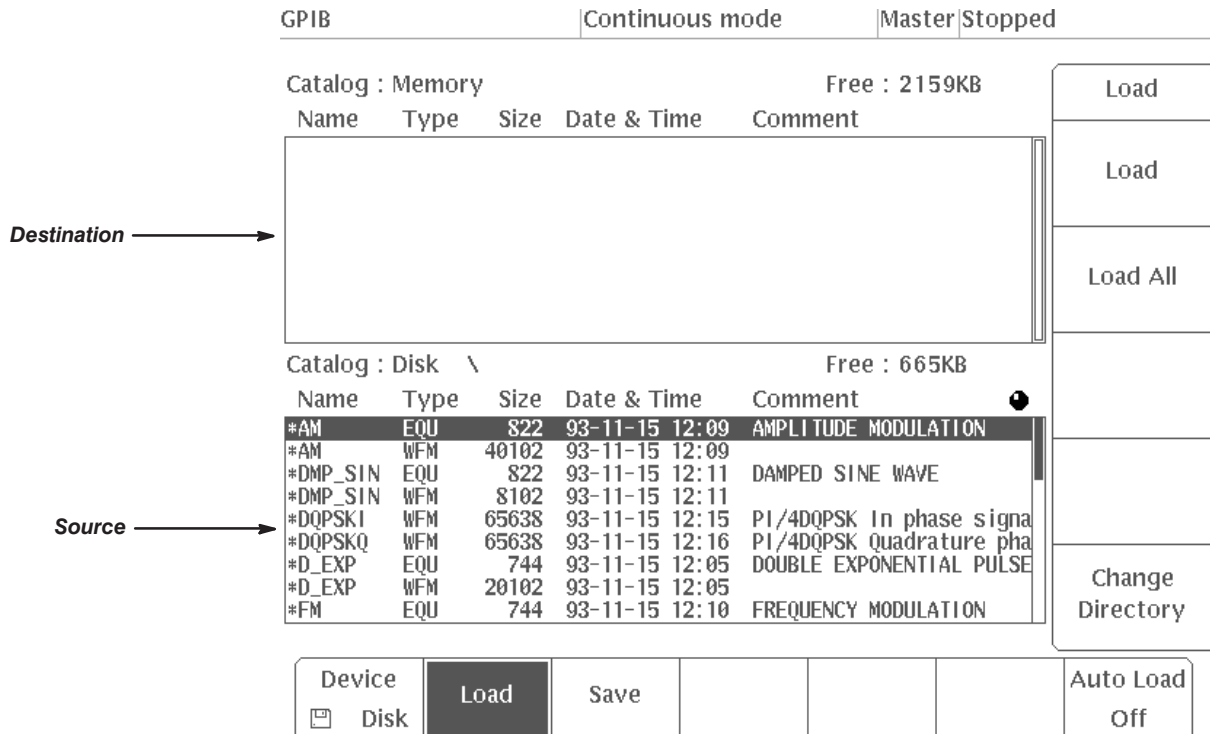 GPIB Continuous mode Master Stopped
Catalog : Memory Free : 2159KB
Name Type Size Date & Time Comment
Destination
Catalog : Disk \ Free : 665KB
Name Type Size Date & Time Comment
*AM EQU 822 93-11-15 12:09 AMPLITUDE MODULATION
*AM WFM 40102 93-11-15 12:09
*DMP_SIN EQU 822 93-11-15 12:11 DAMPED SINE WAVE
*DMP_SIN WFM 8102 93-11-15 12:11
*DQPSKI WFM 65638 93-11-15 12:15 PI/4DQPSK In phase signa
*DQPSKQ WFM 65638 93-11-15 12:16 PI/4DQPSK Quadrature pha
*D_EXP EQU 744 93-11-15 12:05 DOUBLE EXPONENTIAL PULSE
*D_EXP WFM 20102 93-11-15 12:05
*FM EQU 744 93-11-15 12:10 FREQUENCY MODULATION
Source
Load
Load
Load All
Change
Directory
Device
Disk
Load
Save
Auto Load
Off